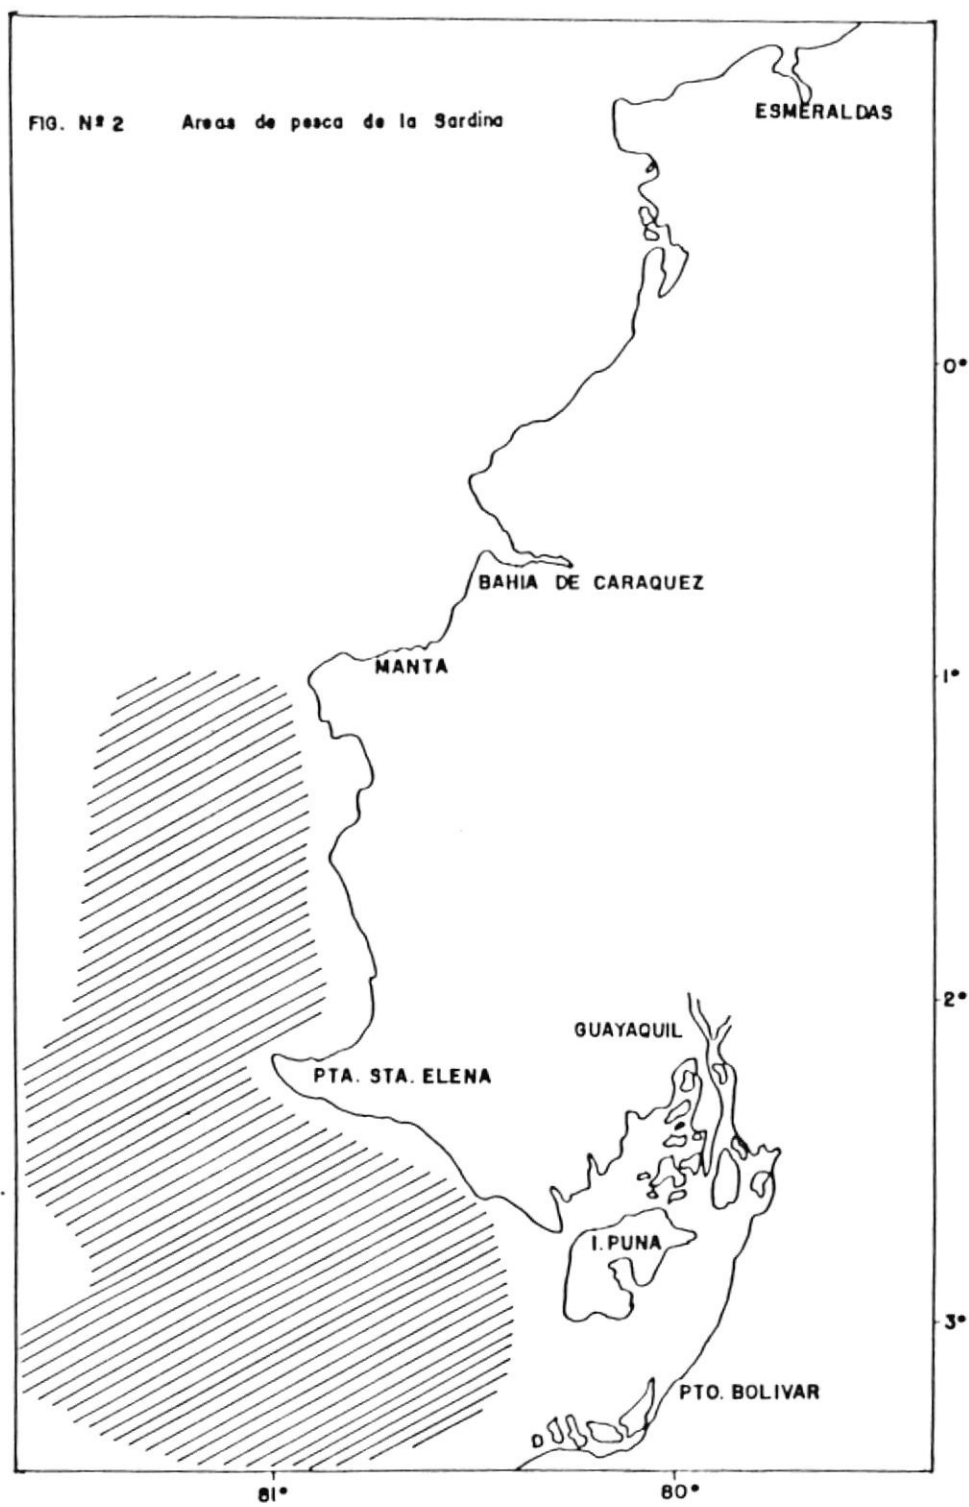 FIG. Nº 2 Areas de pesca de la Sardina
ESMERALDAS
0°
BAHIA DE CARAQUEZ
MANTA
1°
2°
GUAYAQUIL
PTA. STA. ELENA
I. PUNA
3°
PTO. BOLIVAR
81°
80°